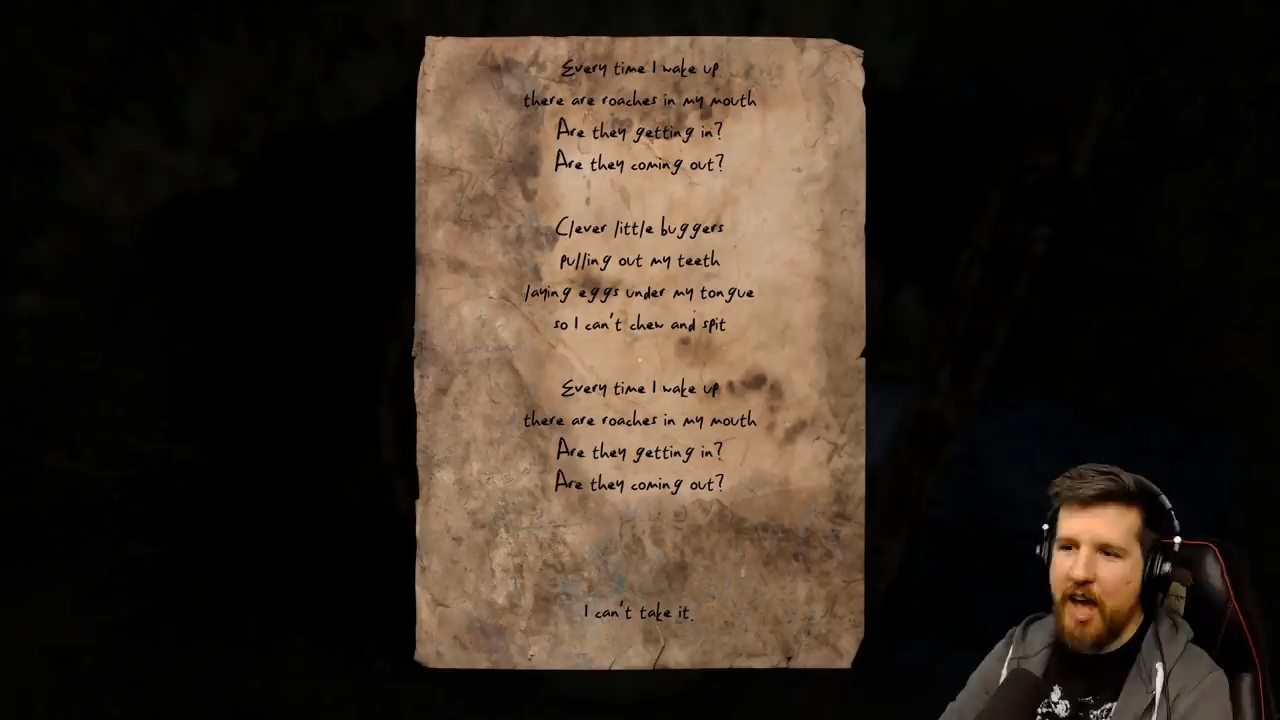 Every time I wake up
there are roaches in my mouth
Are they getting in?
Are they coming out?
Clever little buggers
pulling out my teeth
laying eggs under my tongue
so I can't chew and spit
Every time I wake up
there are roaches in my mouth
Are they getting in?
Are they coming out?
I can't take it.